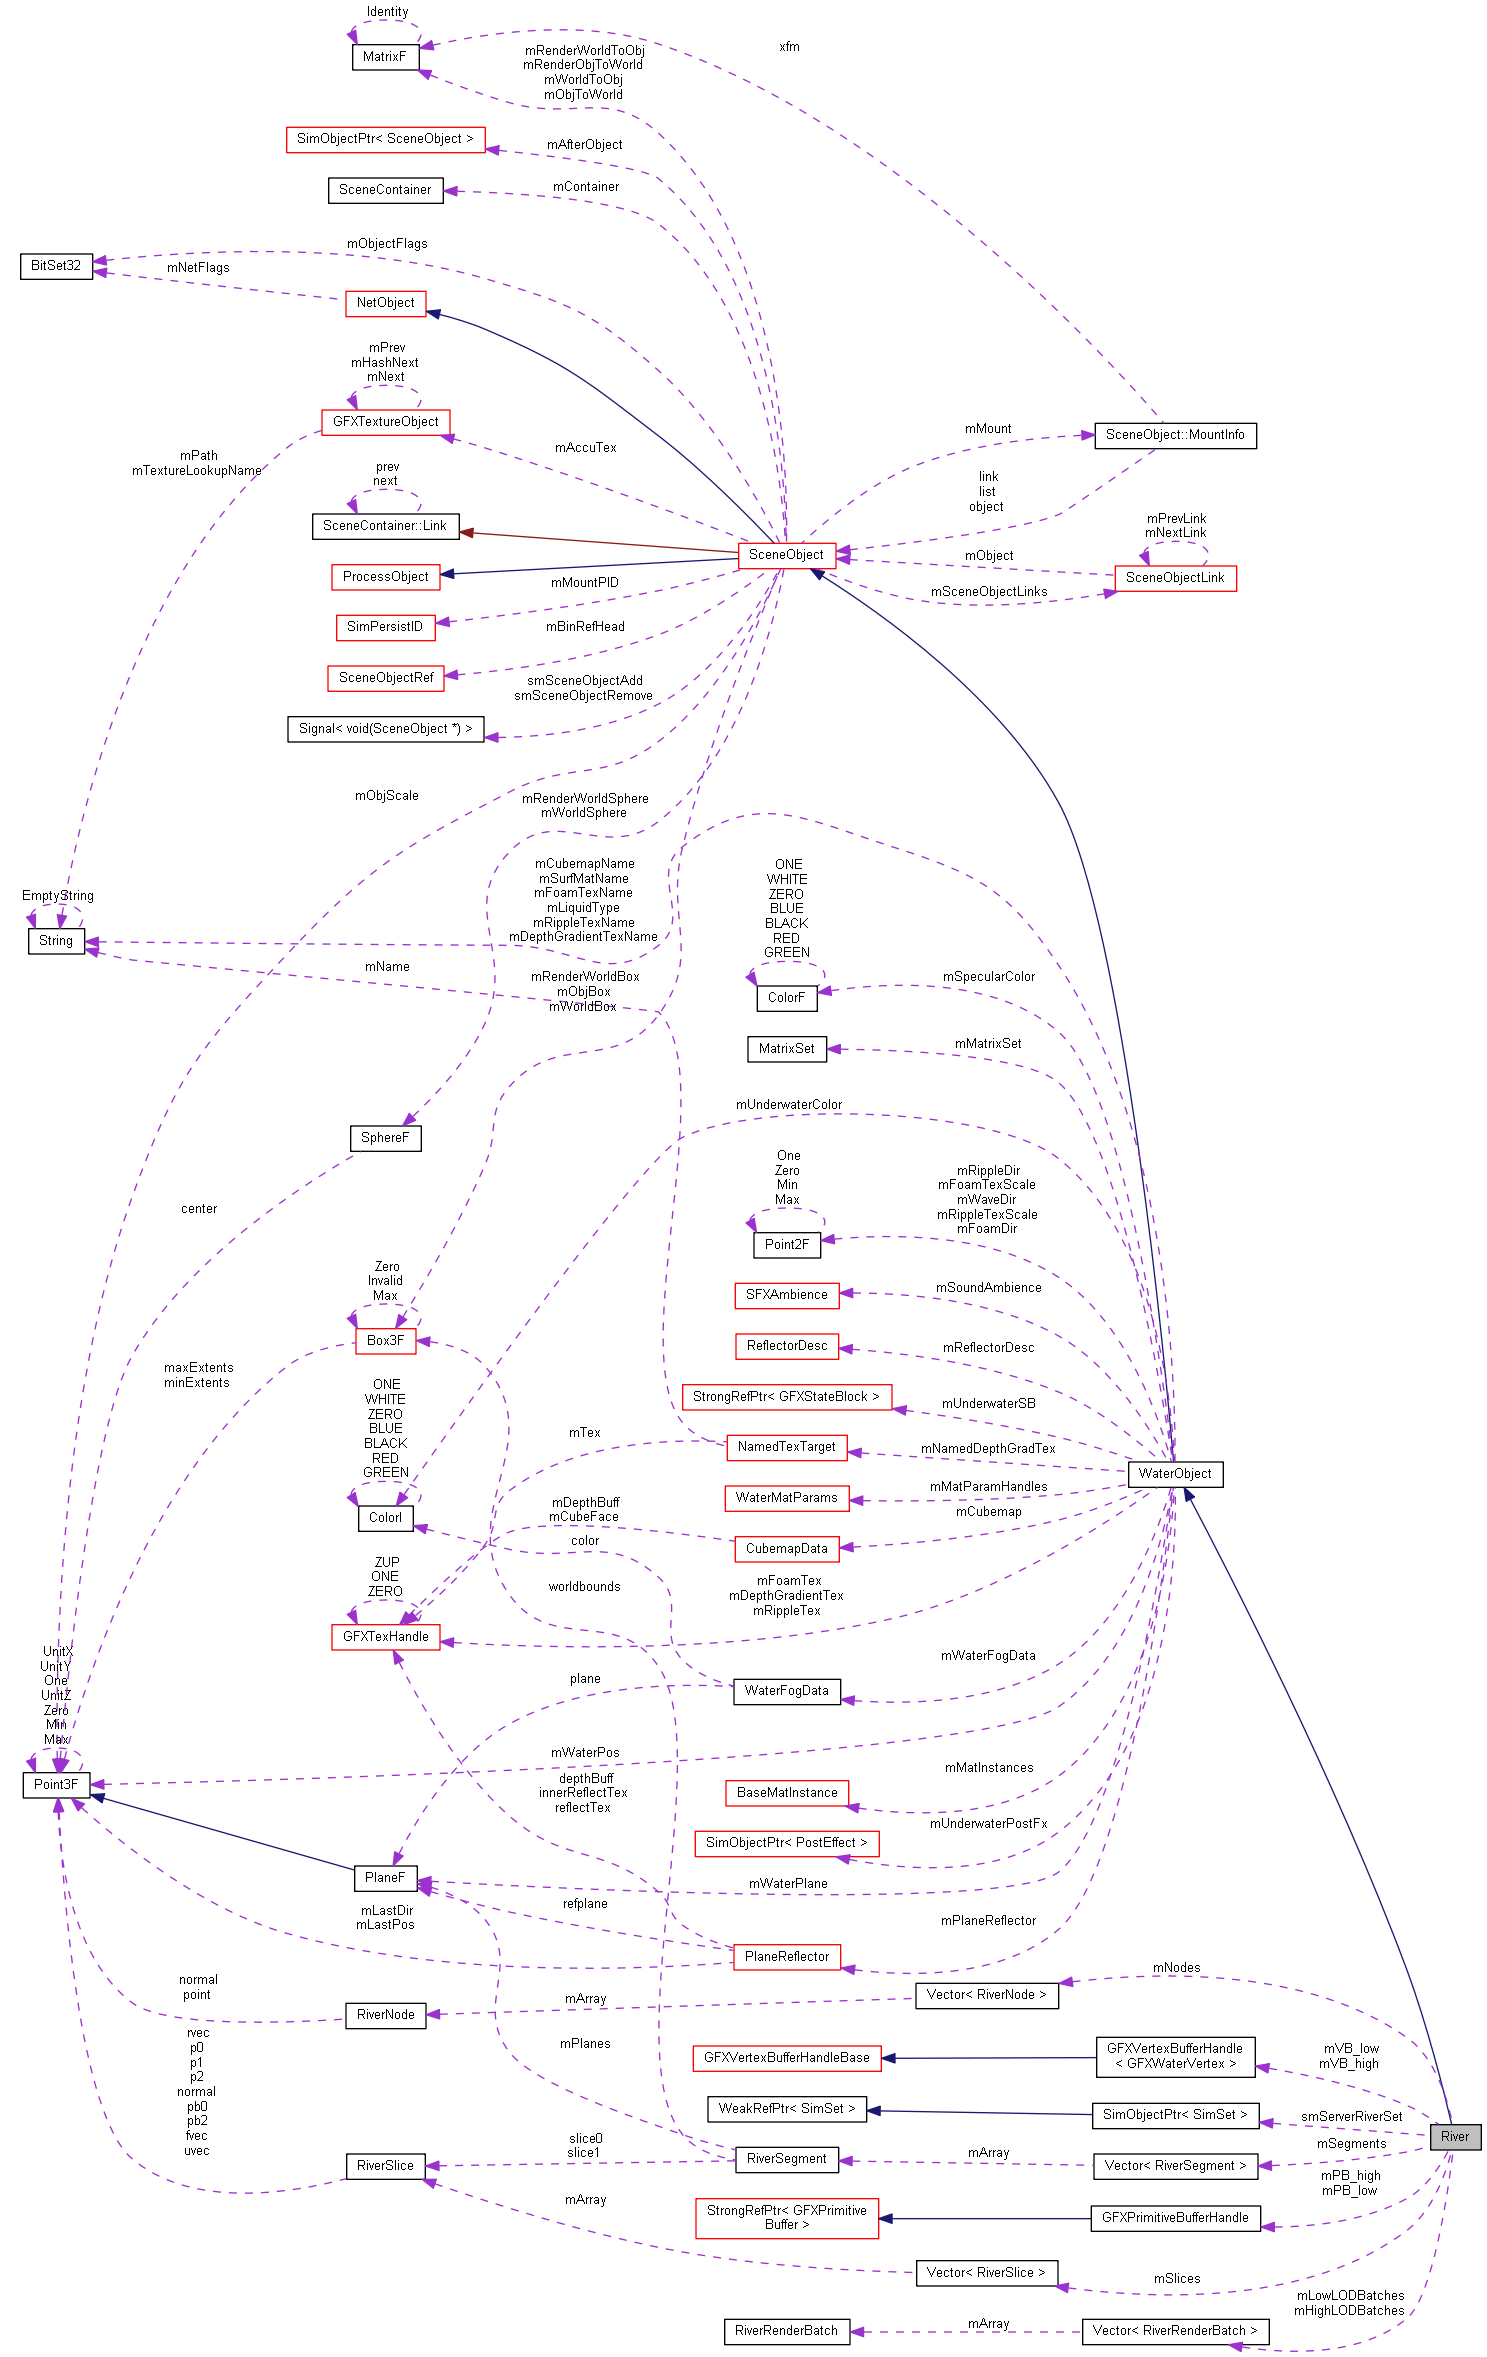 Identity
MatrixF
xfm
mRenderWorldToObj
mRenderObjToWorld
mWorldToObj
mObjToWorld
SimObjectPtr< SceneObject >
mAfterObject
SceneContainer
mContainer
BitSet32
mObjectFlags
mNetFlags
NetObject
mPrev
mHashNext
mNext
GFXTextureObject
mPath
mTextureLookupName
mAccuTex
mMount
SceneObject::MountInfo
prev
next
SceneContainer::Link
link
list
object
mPrevLink
mNextLink
SceneObject
mObject
SceneObjectLink
mSceneObjectLinks
ProcessObject
mMountPID
SimPersistID
mBinRefHead
SceneObjectRef
smSceneObjectAdd
smSceneObjectRemove
Signal< void(SceneObject *) >
mObjScale
mRenderWorldSphere
mWorldSphere
mCubemapName
mSurfMatName
mFoamTexName
mLiquidType
mRippleTexName
mDepthGradientTexName
EmptyString
String
mName
mRenderWorldBox
mObjBox
mWorldBox
ONE
WHITE
ZERO
BLUE
BLACK
RED
GREEN
ColorF
mSpecularColor
MatrixSet
mMatrixSet
mUnderwaterColor
SphereF
center
One
Zero
Min
Max
Point2F
mRippleDir
mFoamTexScale
mWaveDir
mRippleTexScale
mFoamDir
Zero
Invalid
Max
Box3F
maxExtents
minExtents
SFXAmbience
mSoundAmbience
ReflectorDesc
mReflectorDesc
StrongRefPtr< GFXStateBlock >
mUnderwaterSB
ONE
WHITE
ZERO
BLUE
BLACK
RED
GREEN
ColorI
mTex
NamedTexTarget
mNamedDepthGradTex
WaterObject
WaterMatParams
mMatParamHandles
mDepthBuff
mCubeFace
color
CubemapData
mCubemap
ZUP
ONE
ZERO
GFXTexHandle
worldbounds
mFoamTex
mDepthGradientTex
mRippleTex
plane
WaterFogData
mWaterFogData
UnitX
UnitY
One
UnitZ
Zero
Min
Max
Point3F
mWaterPos
depthBuff
innerReflectTex
reflectTex
BaseMatInstance
mMatInstances
SimObjectPtr< PostEffect >
mUnderwaterPostFx
PlaneF
mWaterPlane
mLastDir
mLastPos
refplane
PlaneReflector
mPlaneReflector
normal
point
RiverNode
mArray
Vector< RiverNode >
mNodes
rvec
p0
p1
p2
normal
pb0
pb2
fvec
uvec
mPlanes
GFXVertexBufferHandleBase
GFXVertexBufferHandle
< GFXWaterVertex >
mVB_low
mVB_high
WeakRefPtr< SimSet >
SimObjectPtr< SimSet >
smServerRiverSet
River
RiverSlice
slice0
slice1
RiverSegment
mArray
Vector< RiverSegment >
mSegments
mArray
StrongRefPtr< GFXPrimitive
Buffer >
GFXPrimitiveBufferHandle
mPB_high
mPB_low
Vector< RiverSlice >
mSlices
RiverRenderBatch
mArray
Vector< RiverRenderBatch >
mLowLODBatches
mHighLODBatches